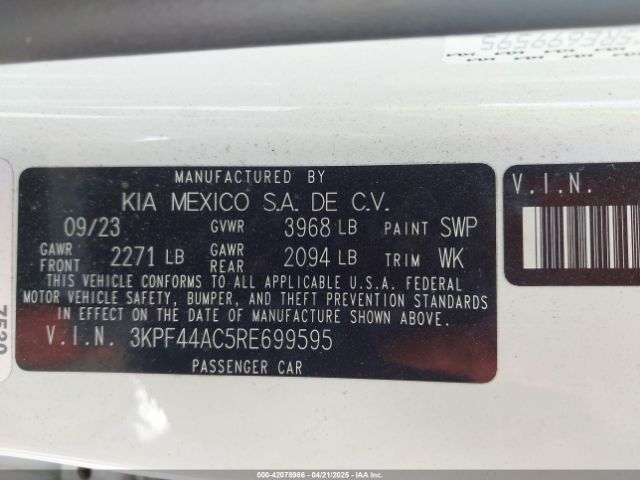 5RE699595
MANUFACTURED BY
KIA MEXICO S.A. DE C.V.
09/23 GVWR 3968 LB PAINT SWP
GAWR FRONT 2271 LB GAWR REAR 2094 LB TRIM WK
THIS VEHICLE CONFORMS TO ALL APPLICABLE U.S.A. FEDERAL
MOTOR VEHICLE SAFETY, BUMPER, AND THEFT PREVENTION STANDARDS
IN EFFECT ON THE DATE OF MANUFACTURE SHOWN ABOVE.
V.I.N. 3KPF44AC5RE699595
PASSENGER CAR
V.I.N.
000-42078986 - 04/21/2025 - IAA, Inc.